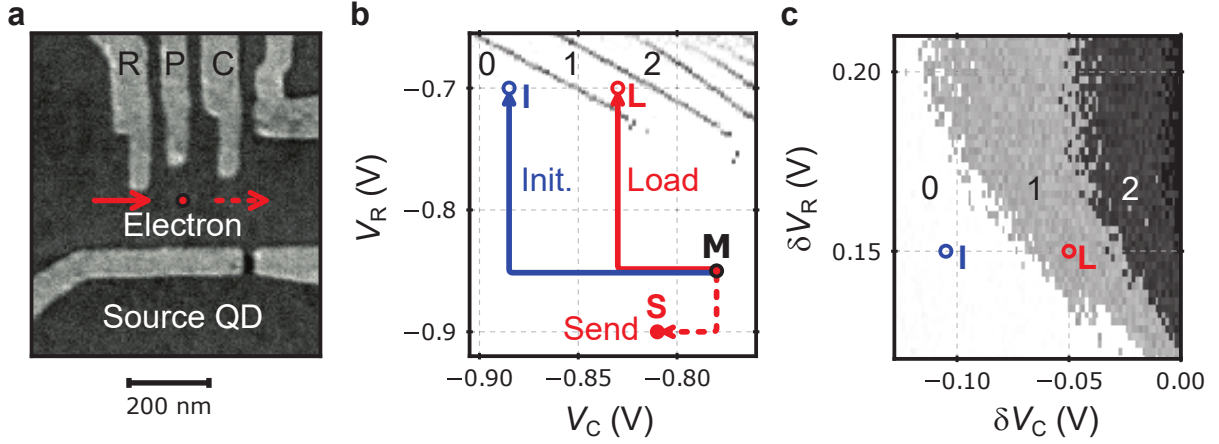 a
R P C
Electron
Source QD
200 nm
b
0 1 2
I L
Init. Load
M
S
Send
−0.7
−0.8
−0.9
V_R (V)
−0.90 −0.85 −0.80
V_C (V)
c
0 1 2
I L
0.20
0.15
δV_R (V)
−0.10 −0.05 0.00
δV_C (V)